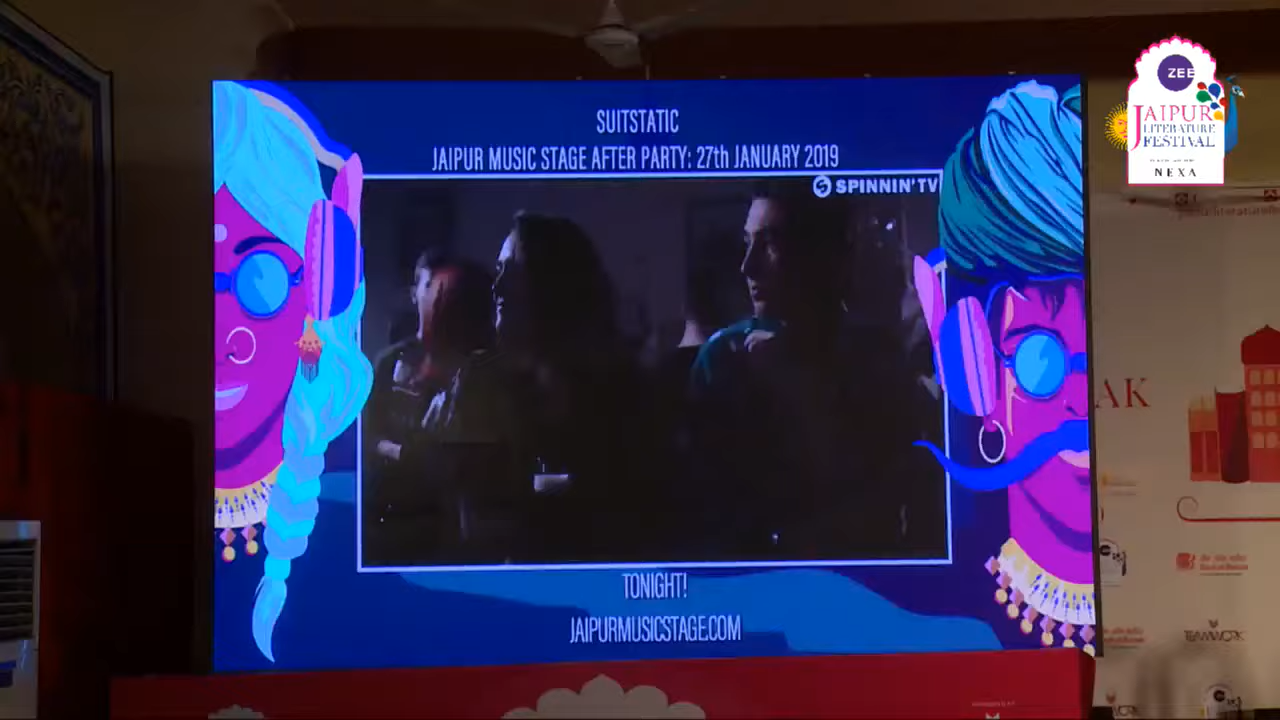 SUITSTATIC
JAIPUR MUSIC STAGE AFTER PARTY: 27th JANUARY 2019
SPINNIN' TV
TONIGHT!
JAIPURMUSICSTAGE.COM
ZEE
JAIPUR
LITERATURE
FESTIVAL
NEXA
AK
TEAMWORK